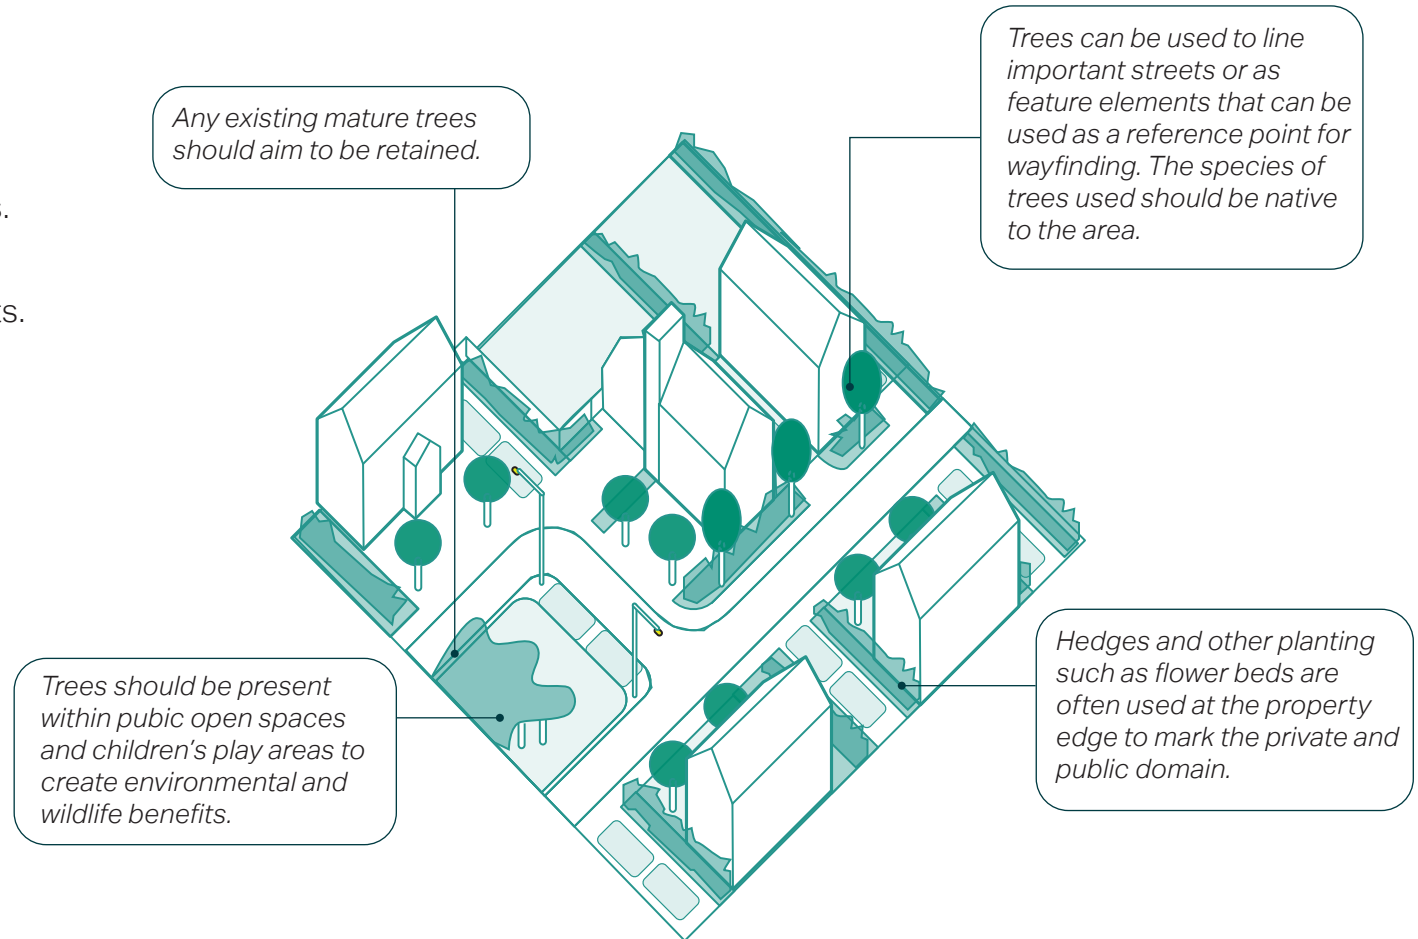 Any existing mature trees
should aim to be retained.
Trees can be used to line
important streets or as
feature elements that can be
used as a reference point for
wayfinding. The species of
trees used should be native
to the area.
s.
ts.
Trees should be present
within pubic open spaces
and children's play areas to
create environmental and
wildlife benefits.
Hedges and other planting
such as flower beds are
often used at the property
edge to mark the private and
public domain.